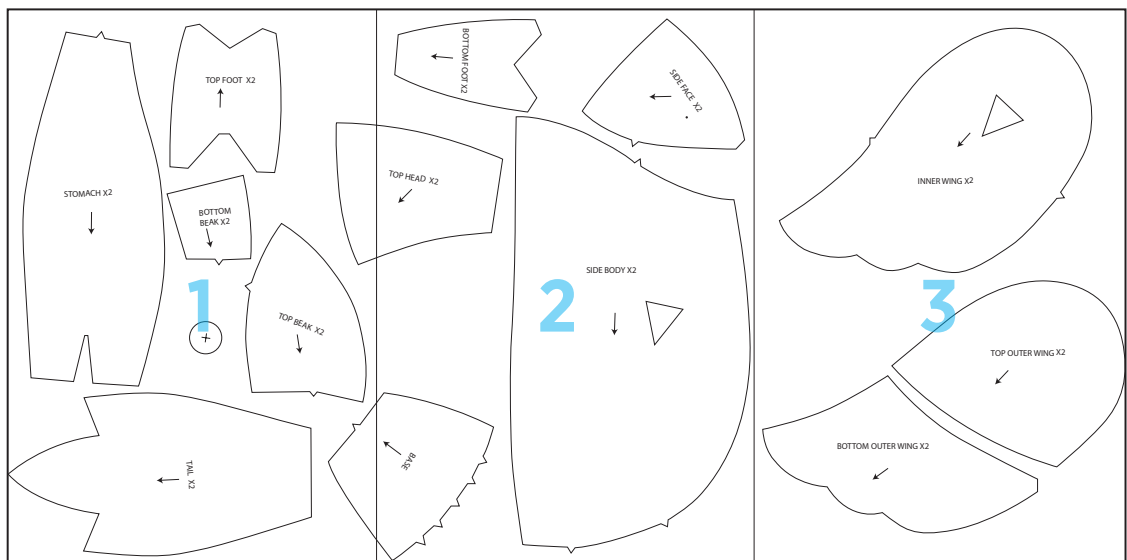 TOP FOOT X2
STOMACH X2
BOTTOM
BEAK X2
1
TOP BEAK X2
TAIL X2
BOTTOM FOOT X2
SIDE FACE X2
TOP HEAD X2
SIDE BODY X2
2
BASE
INNER WING X2
3
TOP OUTER WING X2
BOTTOM OUTER WING X2